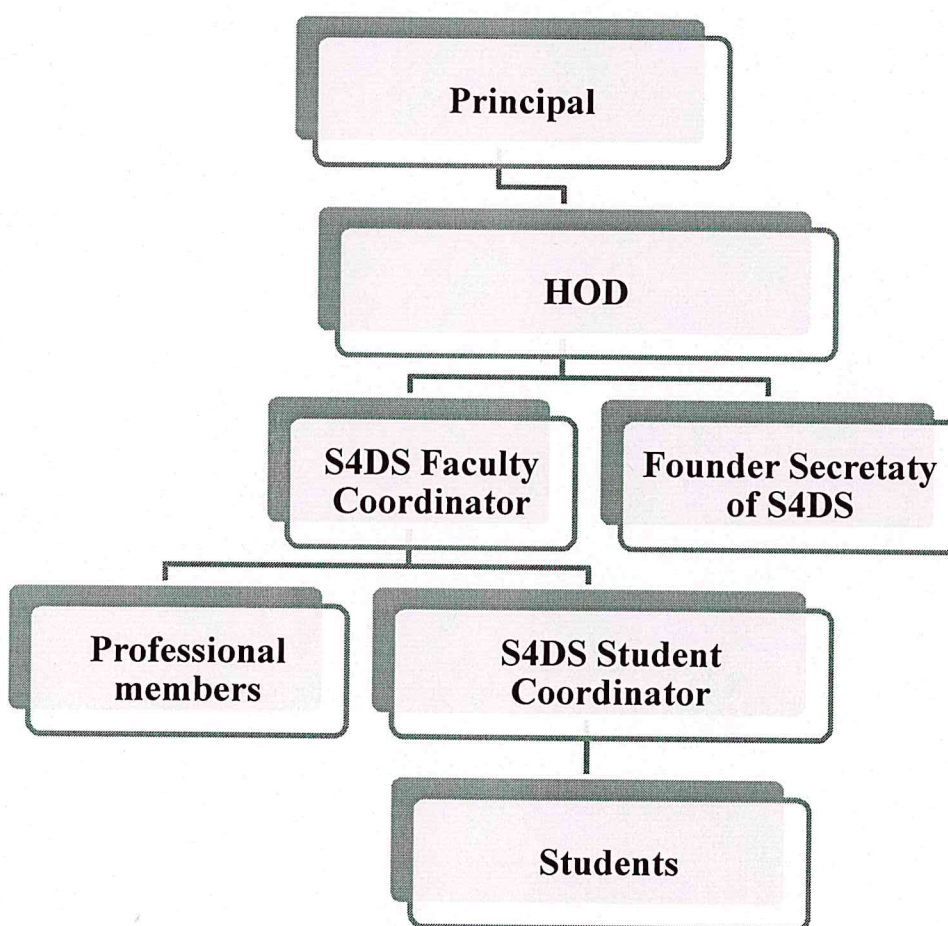 Principal
HOD
S4DS Faculty
Coordinator
Founder Secretaty
of S4DS
Professional
members
S4DS Student
Coordinator
Students